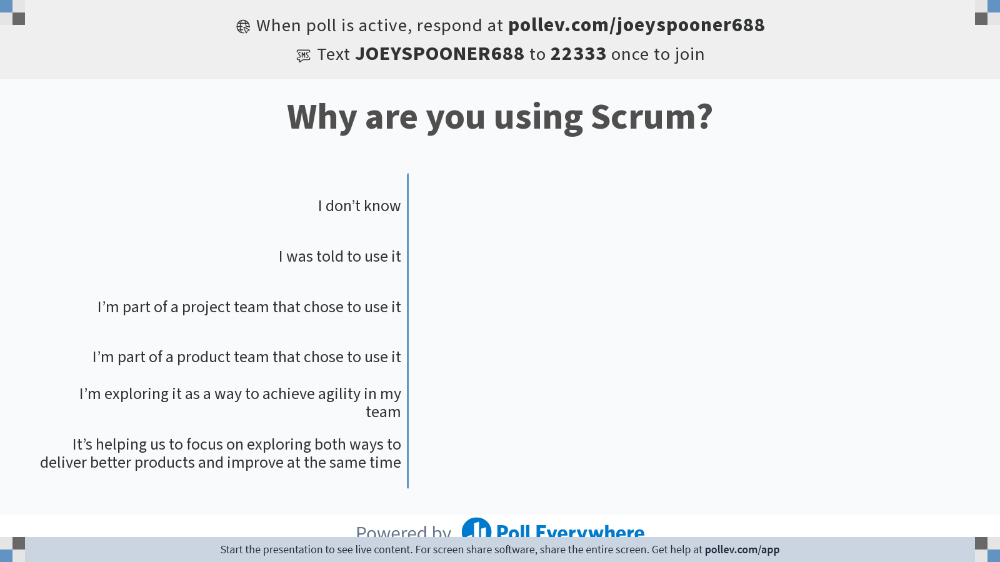 When poll is active, respond at pollev.com/joeyspooner688
SMS Text JOEYSPOONER688 to 22333 once to join
Why are you using Scrum?
I don’t know
I was told to use it
I’m part of a project team that chose to use it
I’m part of a product team that chose to use it
I’m exploring it as a way to achieve agility in my
team
It’s helping us to focus on exploring both ways to
deliver better products and improve at the same time
Powered by Poll Everywhere
Start the presentation to see live content. For screen share software, share the entire screen. Get help at pollev.com/app